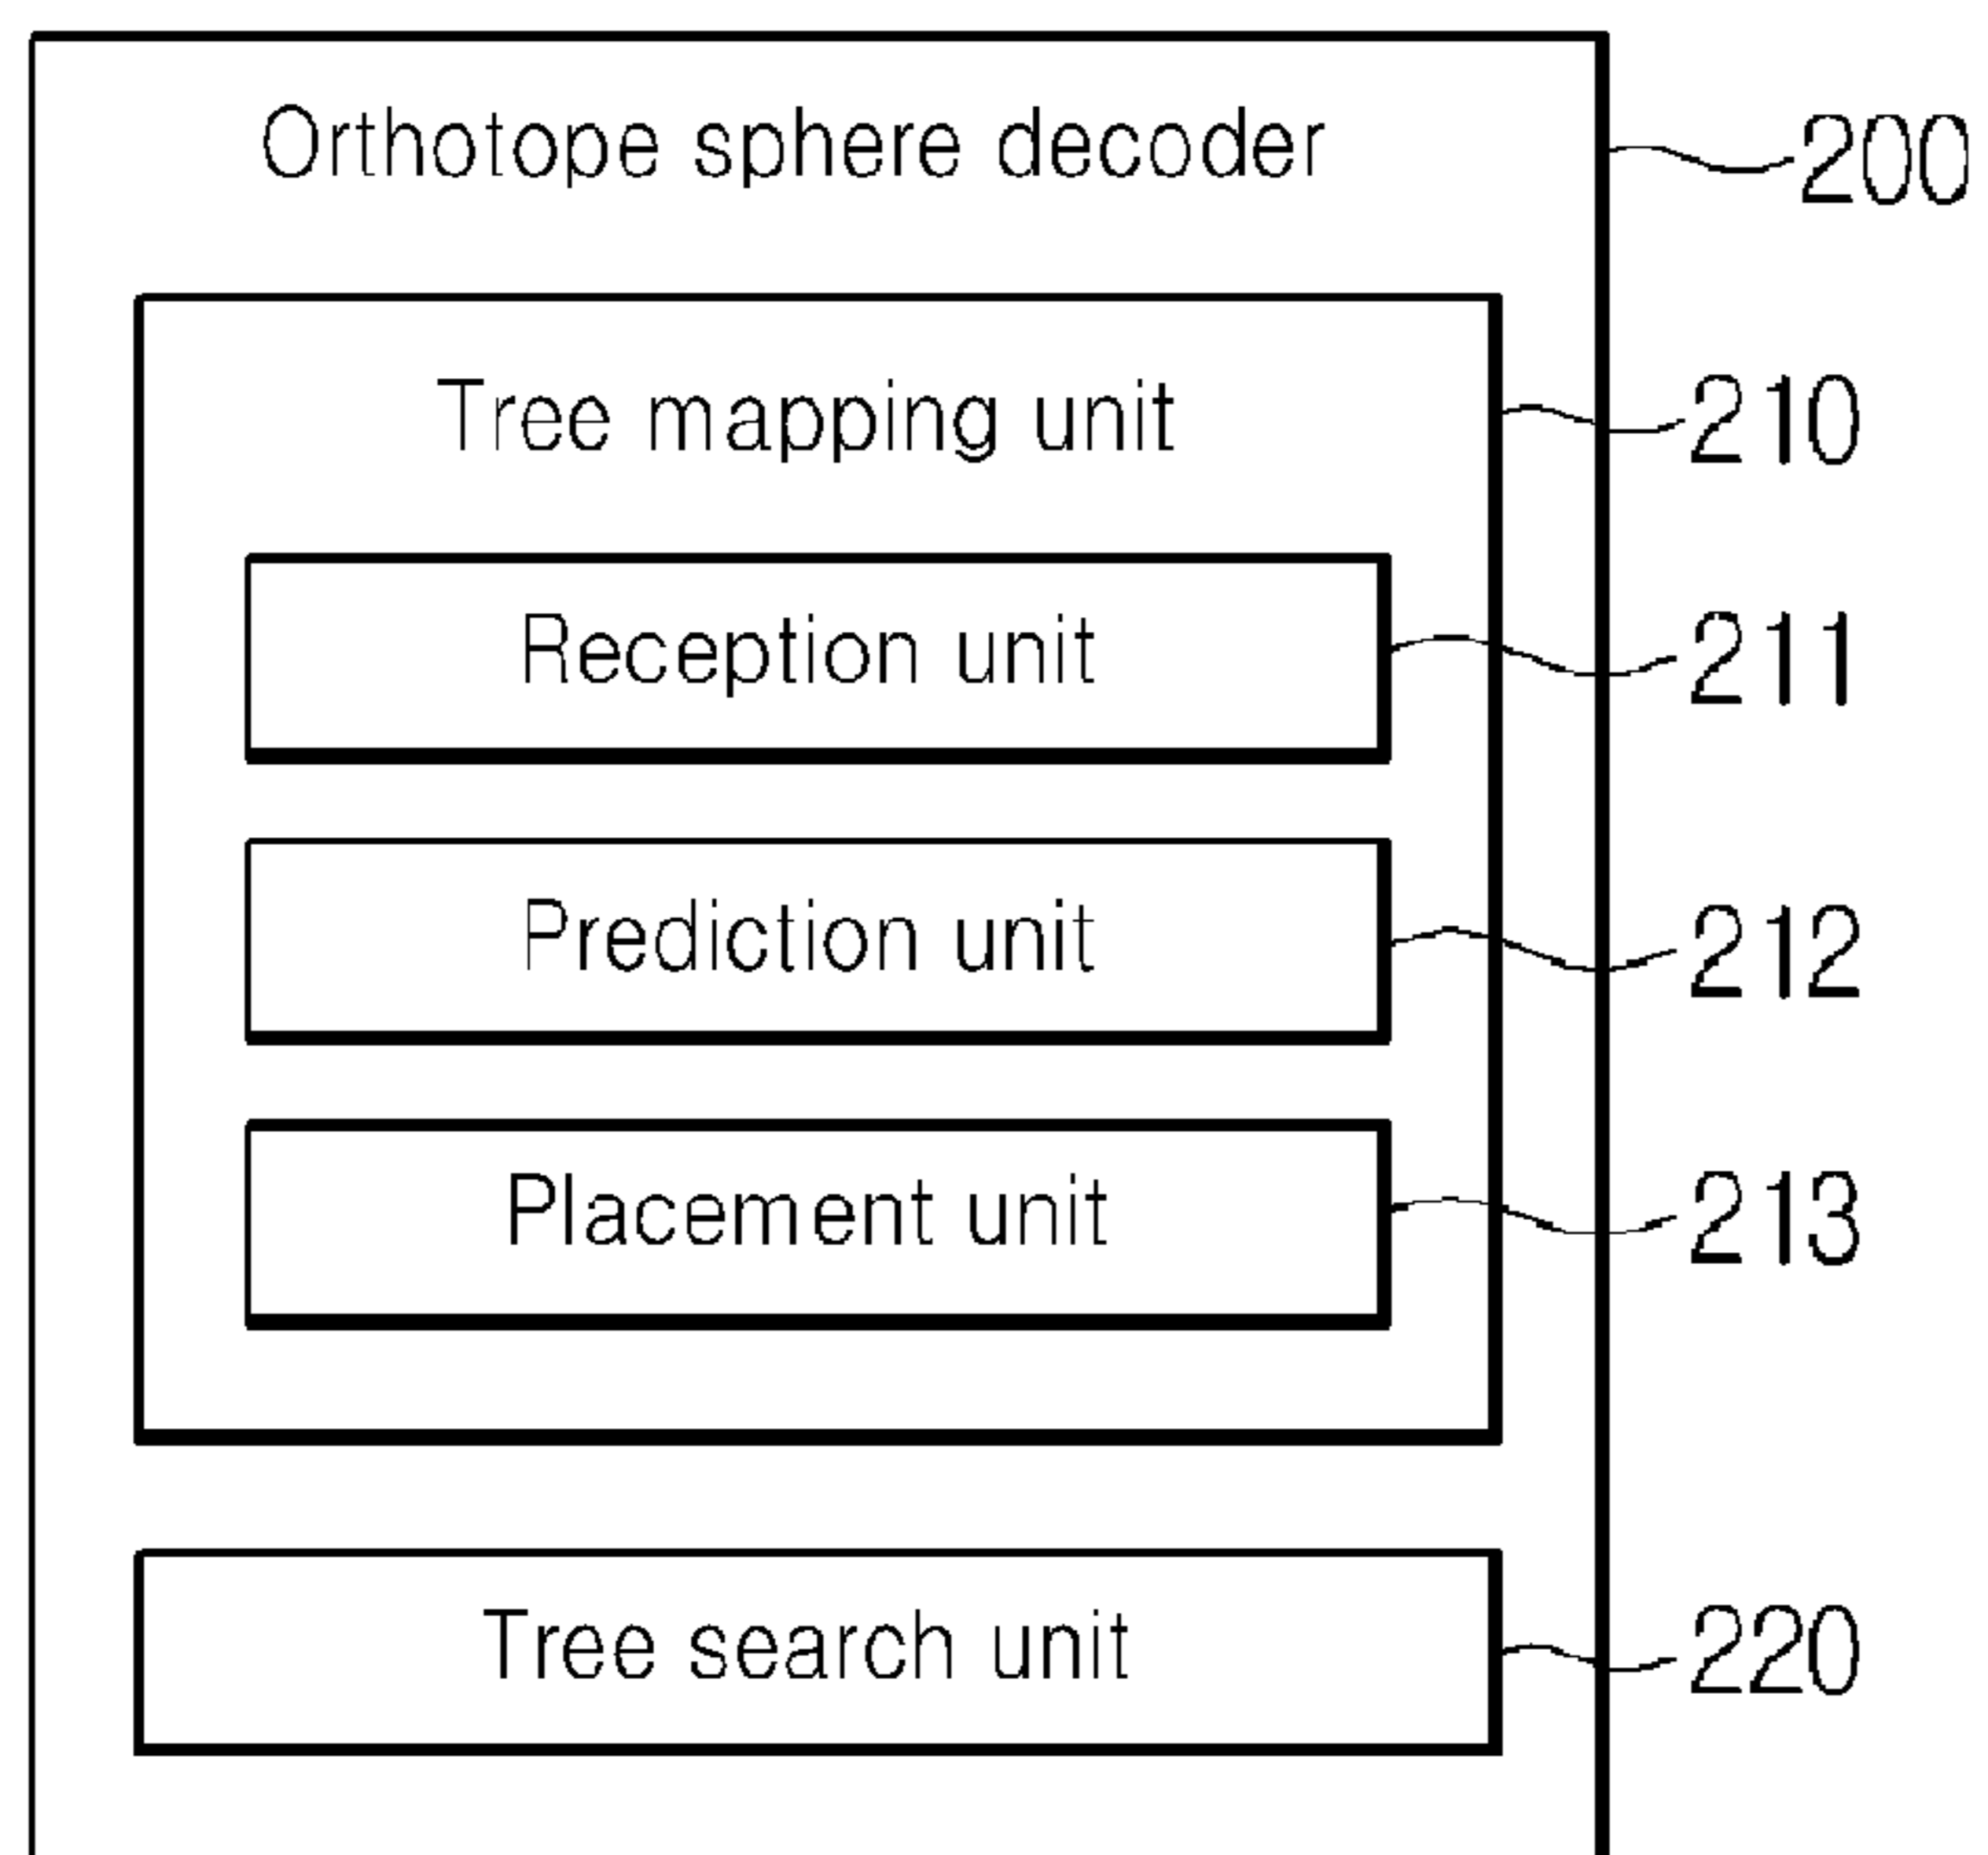 Orthotope sphere decoder 200
Tree mapping unit 210
Reception unit 211
Prediction unit 212
Placement unit 213
Tree search unit 220